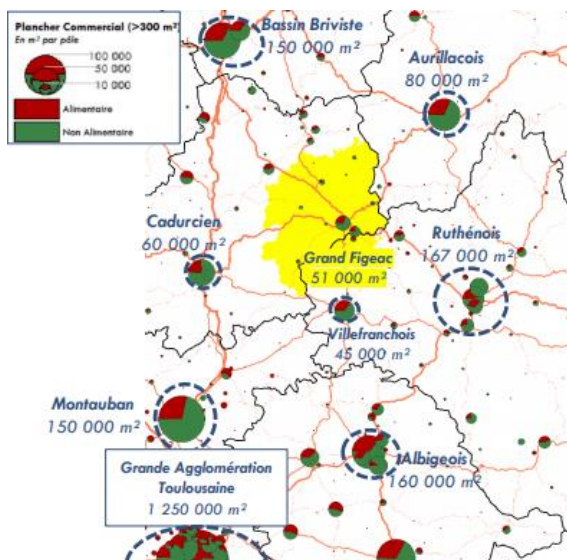 Plancher Commercial (>300 m²)
En m² par pôle
100 000
50 000
10 000
Alimentaire
Non Alimentaire
Bassin Briviste
150 000 m²
Aurillacois
80 000 m²
Cadurcien
60 000 m²
Ruthénois
167 000 m²
Grand Figeac
51 000 m²
Villefranchois
45 000 m²
Montauban
150 000 m²
Albigeois
160 000 m²
Grande Agglomération
Toulousaine
1 250 000 m²